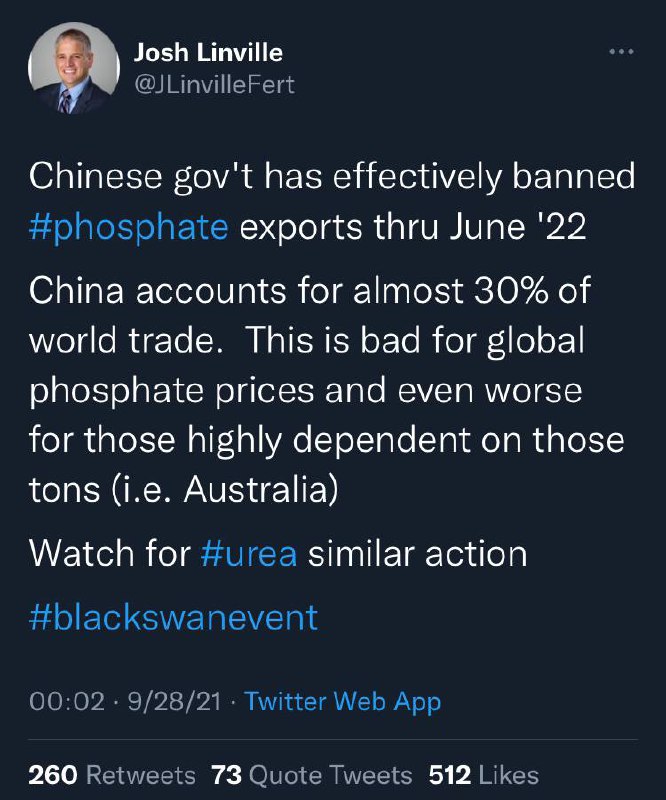 Josh Linville
@JLinvilleFert
Chinese gov't has effectively banned
#phosphate exports thru June '22
China accounts for almost 30% of
world trade.  This is bad for global
phosphate prices and even worse
for those highly dependent on those
tons (i.e. Australia)
Watch for #urea similar action
#blackswanevent
00:02 · 9/28/21 · Twitter Web App
260 Retweets 73 Quote Tweets 512 Likes